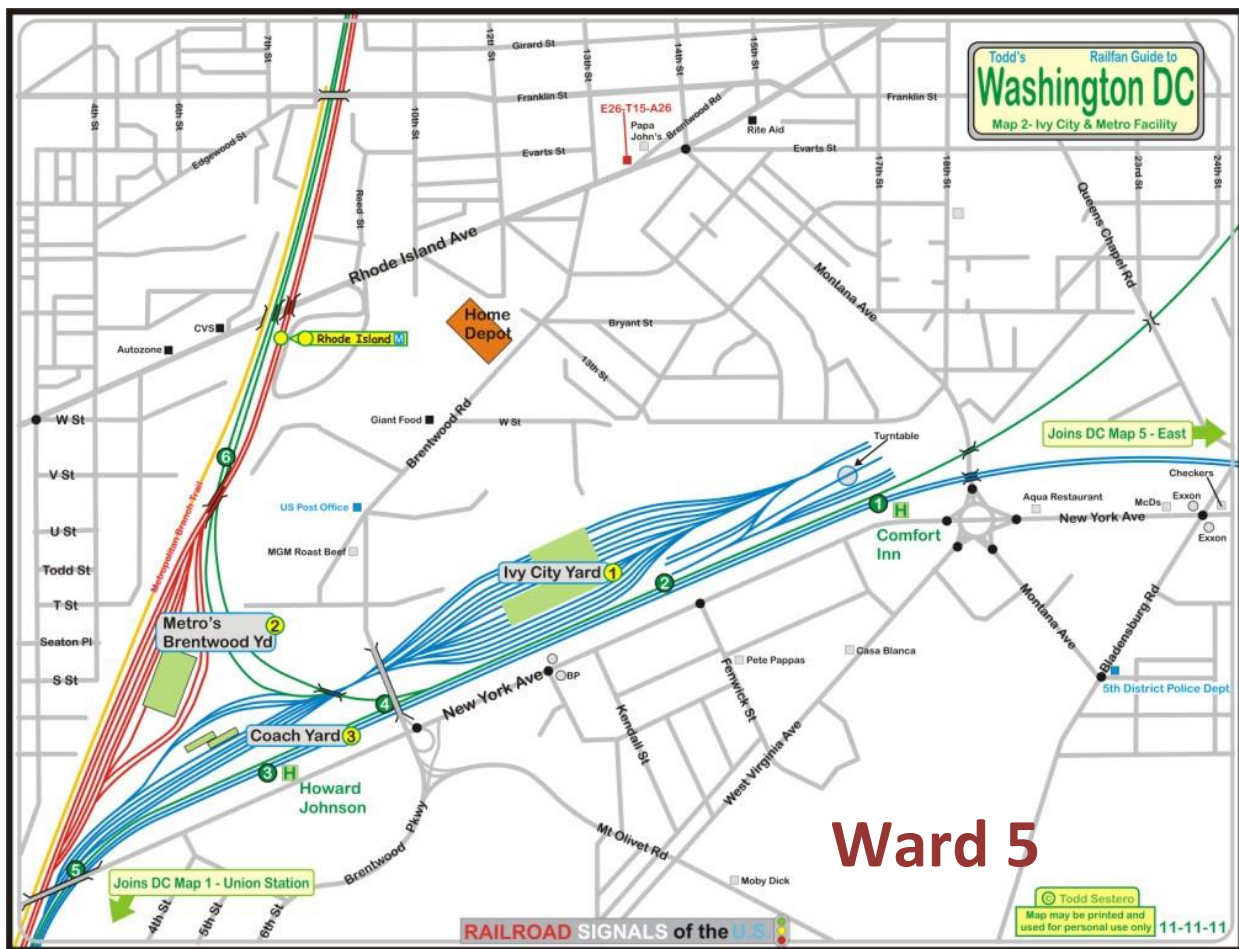 Todd's Railfan Guide to
Washington DC
Map 2- Ivy City & Metro Facility
Girard St
Franklin St
Franklin St
Evarts St
Evarts St
4th St
6th St
7th St
10th St
12th St
13th St
14th St
15th St
17th St
18th St
23rd St
24th St
Edgewood St
Reed St
E26-T15-A26
Papa
John's
Brentwood Rd
Rite Aid
Rhode Island Ave
Queens Chapel Rd
Montana Ave
CVS
Autozone
Rhode Island M
Home
Depot
Bryant St
13th St
W St
Giant Food
Brentwood Rd
W St
Turntable
Joins DC Map 5 - East
6
V St
Metropolitan Branch Trail
US Post Office
1
H
Comfort
Inn
Aqua Restaurant
McDs
Exxon
Checkers
New York Ave
Exxon
U St
MGM Roast Beef
Todd St
Ivy City Yard 1
2
T St
Metro's
Brentwood Yd
2
Seaton Pl
S St
BP
Pete Pappas
Casa Blanca
Montana Ave
Bladensburg Rd
5th District Police Dept
New York Ave
Kendall St
Fenwick St
West Virginia Ave
4
Coach Yard 3
3
H
Howard
Johnson
Brentwood Pkwy
Mt Olivet Rd
Ward 5
5
Joins DC Map 1 - Union Station
4th St
5th St
6th St
Moby Dick
RAILROAD SIGNALS of the U.S.
© Todd Sestero
Map may be printed and
used for personal use only
11-11-11